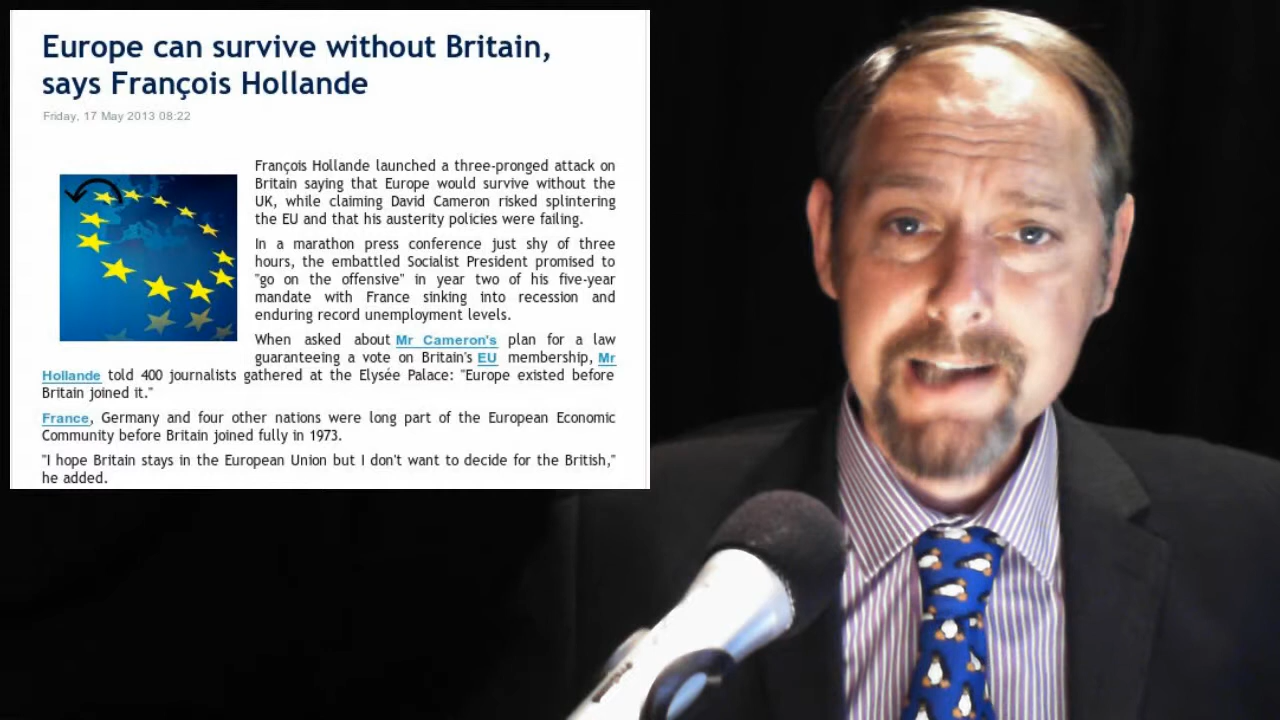 Europe can survive without Britain,
says François Hollande
Friday, 17 May 2013 08:22
François Hollande launched a three-pronged attack on
Britain saying that Europe would survive without the
UK, while claiming David Cameron risked splintering
the EU and that his austerity policies were failing.
In a marathon press conference just shy of three
hours, the embattled Socialist President promised to
"go on the offensive" in year two of his five-year
mandate with France sinking into recession and
enduring record unemployment levels.
When asked about Mr Cameron's plan for a law
guaranteeing a vote on Britain's EU membership, Mr
Hollande told 400 journalists gathered at the Elysée Palace: "Europe existed before
Britain joined it."
France, Germany and four other nations were long part of the European Economic
Community before Britain joined fully in 1973.
"I hope Britain stays in the European Union but I don't want to decide for the British,"
he added.